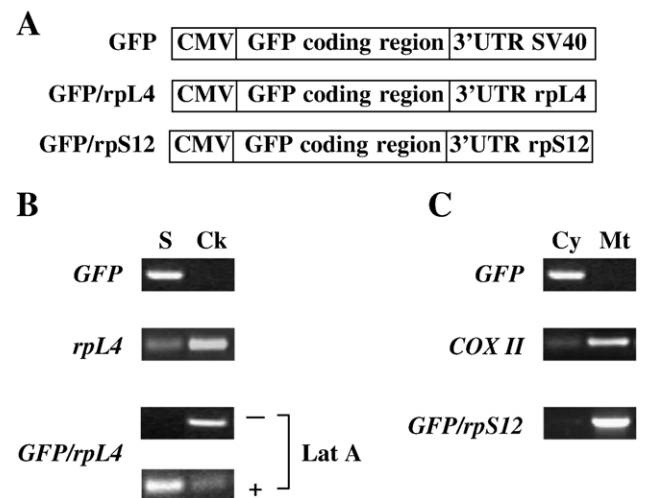 A
GFP CMV GFP coding region 3'UTR SV40
GFP/rpL4 CMV GFP coding region 3'UTR rpL4
GFP/rpS12 CMV GFP coding region 3'UTR rpS12
B
S Ck
GFP
rpL4
GFP/rpL4
− 
+
Lat A
C
Cy Mt
GFP
COX II
GFP/rpS12